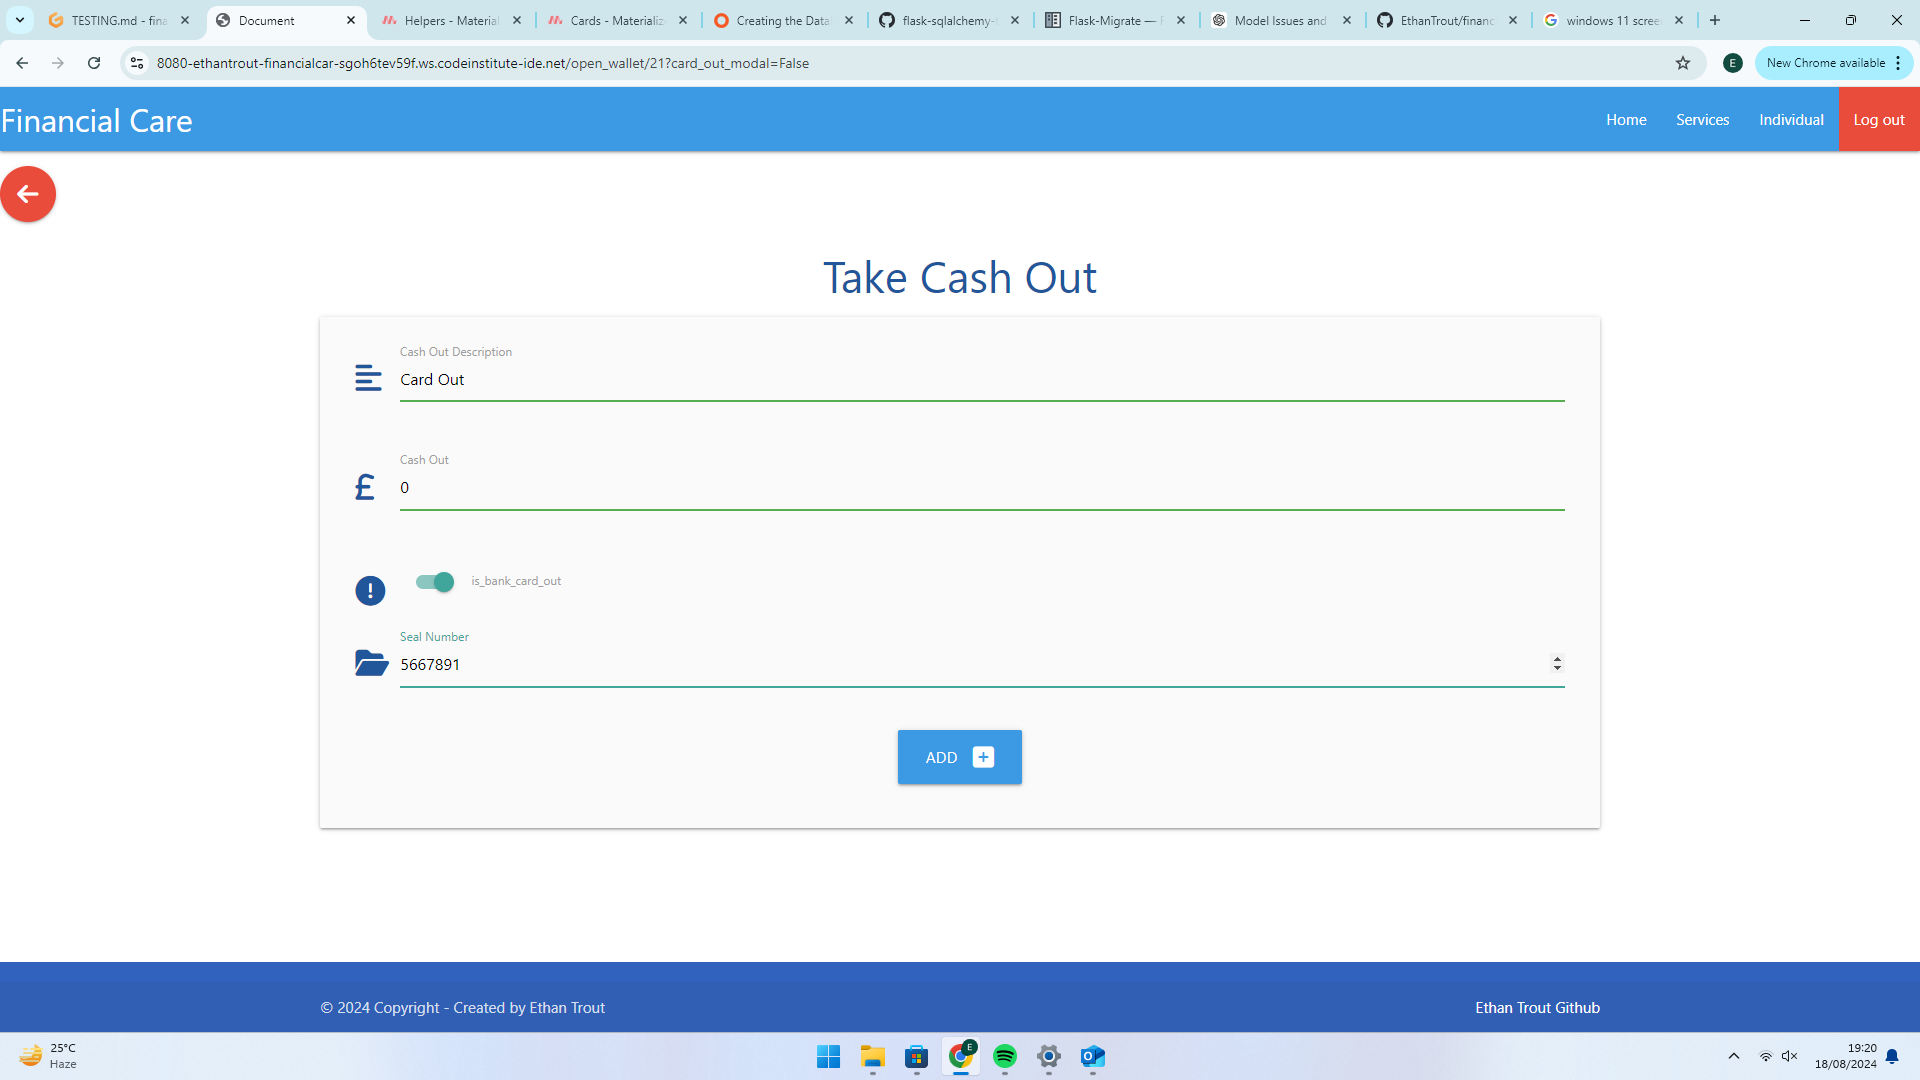 TESTING.md - fina
Document
Helpers - Material
Cards - Materializ
Creating the Data
flask-sqlalchemy-
Flask-Migrate —
Model Issues and
EthanTrout/financ
windows 11 scree
8080-ethantrout-financialcar-sgoh6tev59f.ws.codeinstitute-ide.net/open_wallet/21?card_out_modal=False
E
New Chrome available
Financial Care
Home
Services
Individual
Log out
Take Cash Out
Cash Out Description
Card Out
Cash Out
£
0
is_bank_card_out
Seal Number
5667891
ADD
© 2024 Copyright - Created by Ethan Trout
Ethan Trout Github
25°C
Haze
E
19:20
18/08/2024